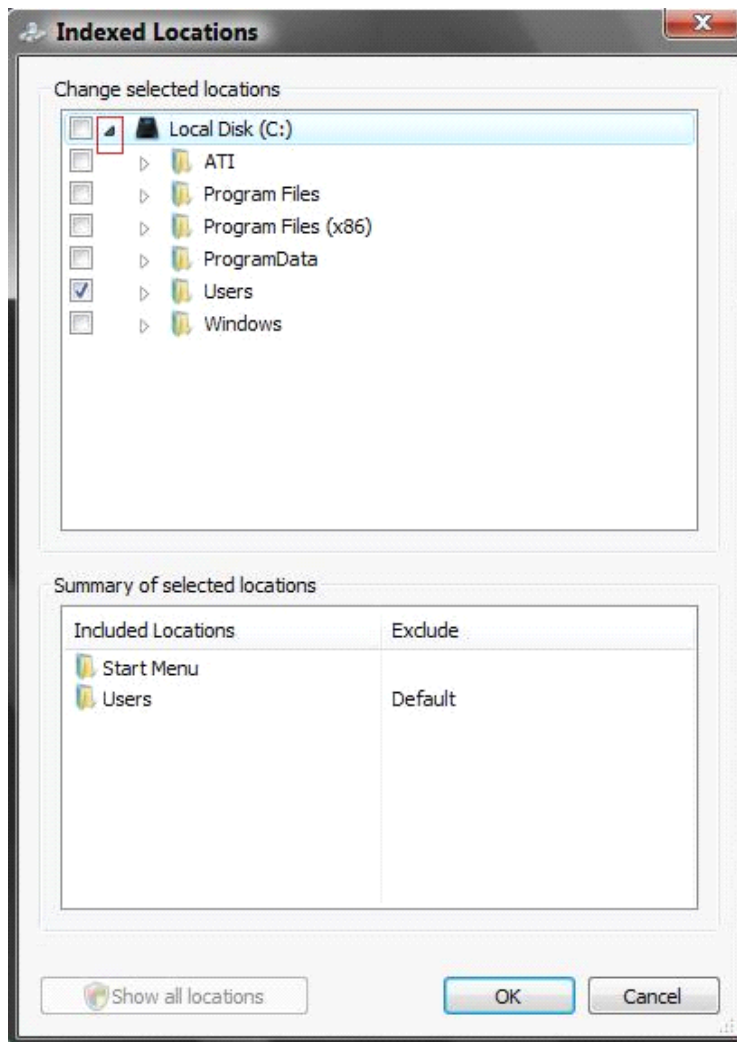 Indexed Locations
Change selected locations
Local Disk (C:)
ATI
Program Files
Program Files (x86)
ProgramData
Users
Windows
Summary of selected locations
Included Locations Exclude
Start Menu
Users Default
Show all locations OK Cancel